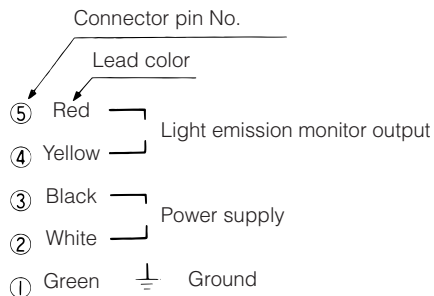 Connector pin No.
Lead color
⑤ Red
Light emission monitor output
④ Yellow
③ Black
Power supply
② White
① Green Ground